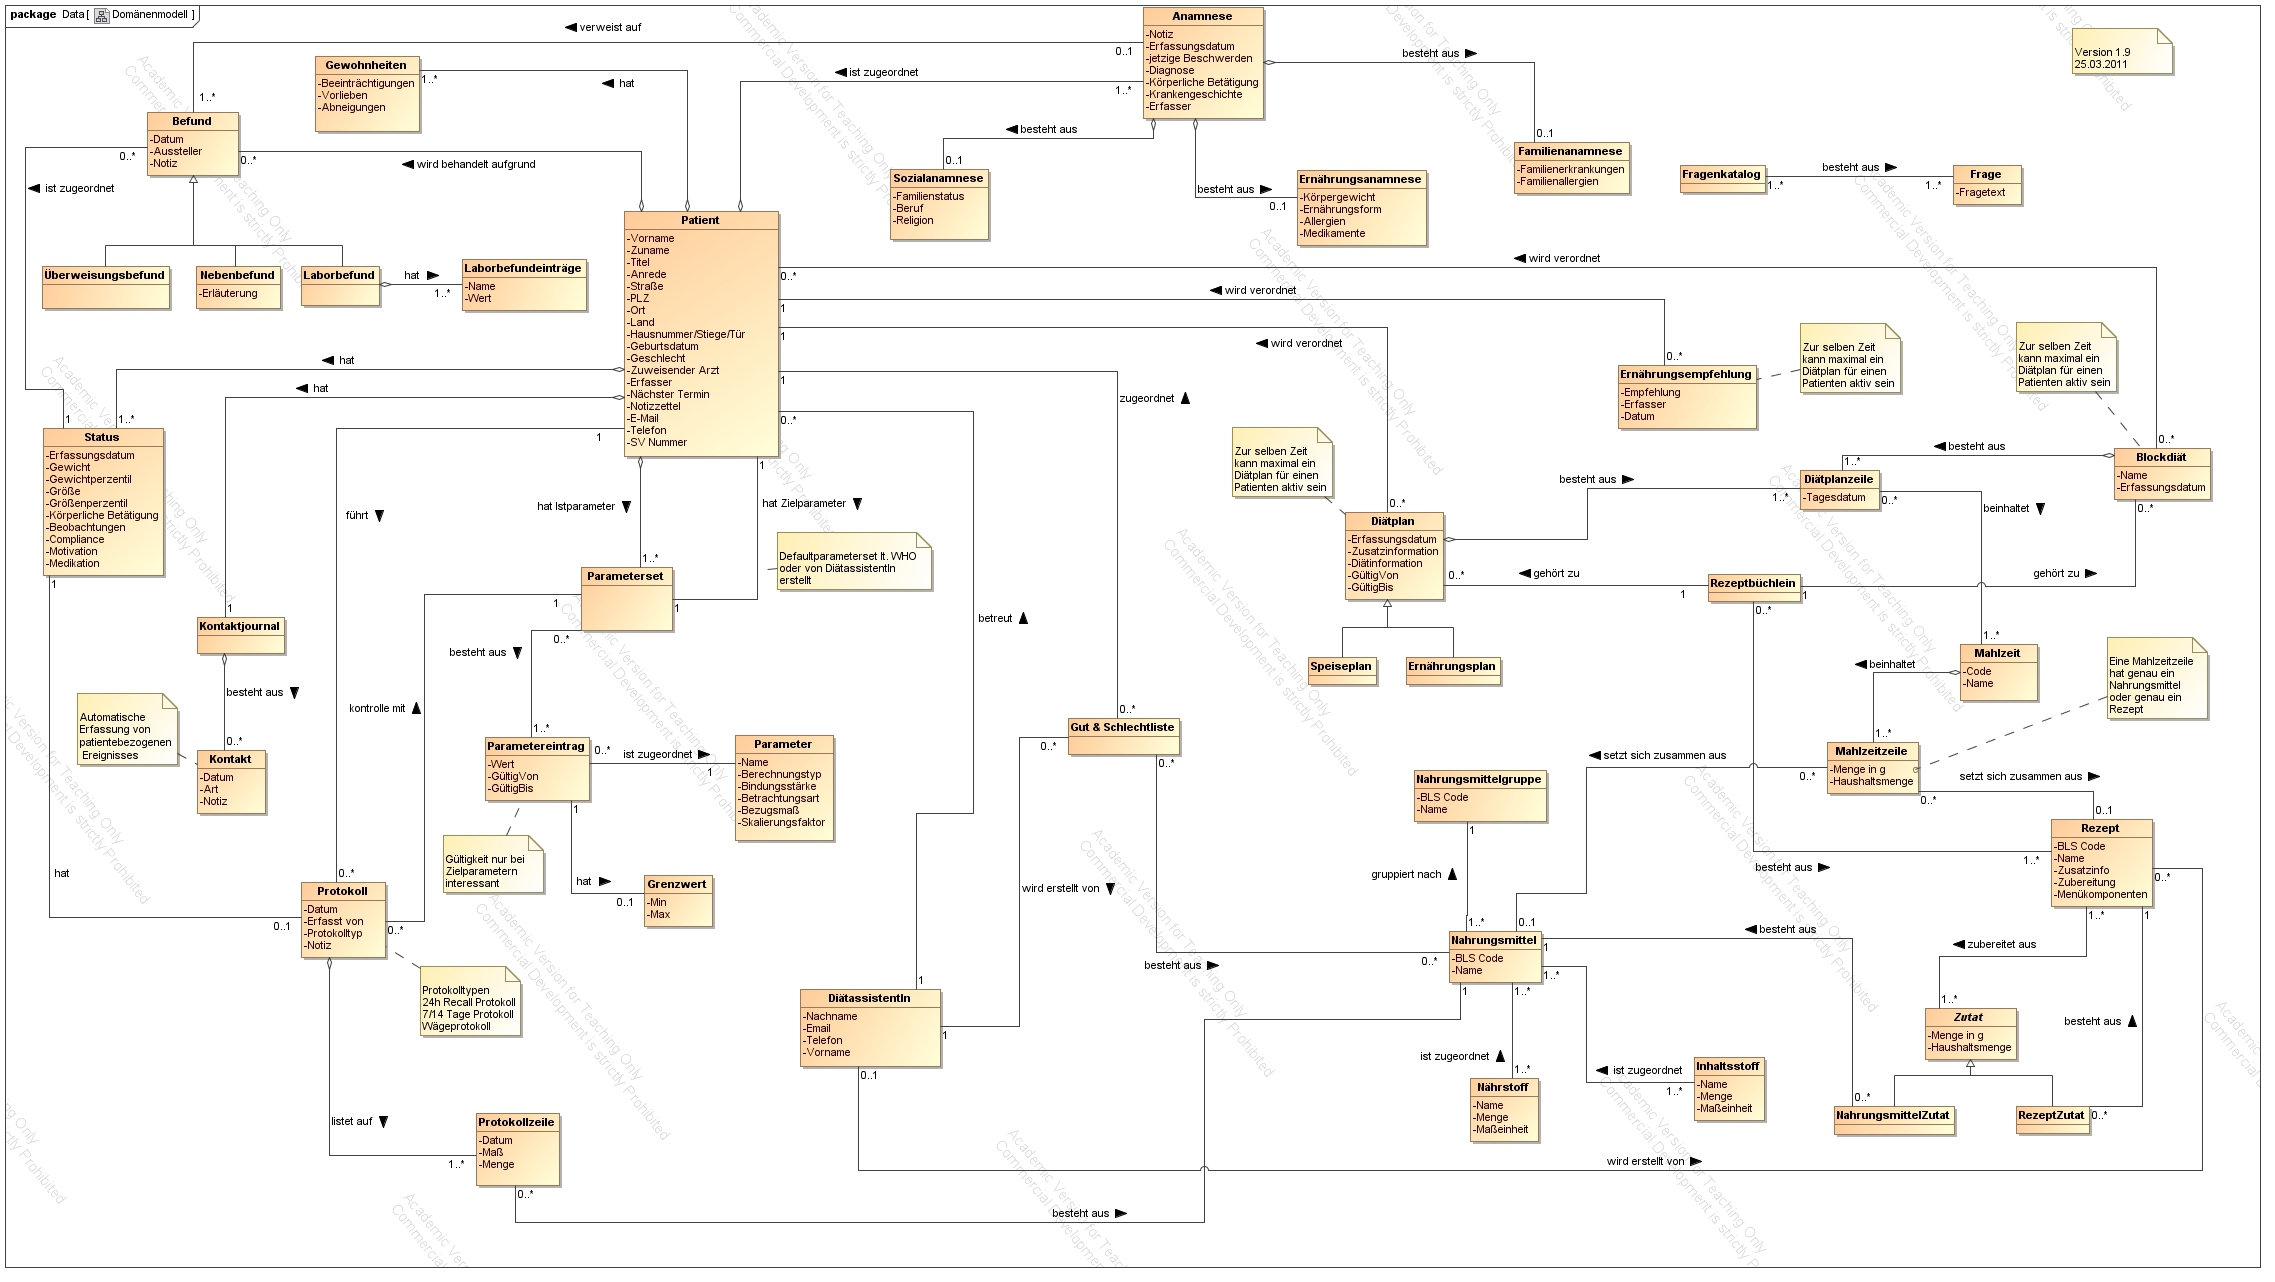 package Data [ Domänenmodell ]
Version 1.9
25.03.2011
Anamnese
-Notiz
-Erfassungsdatum
-jetzige Beschwerden
-Diagnose
-Körperliche Betätigung
-Krankengeschichte
-Erfasser
verweist auf
0..1
1..*
Gewohnheiten
-Beeinträchtigungen
-Vorlieben
-Abneigungen
1..*
hat
ist zugeordnet
1..*
besteht aus
0..1
besteht aus
0..1
besteht aus
0..1
Befund
-Datum
-Aussteller
-Notiz
0..*
0..*
wird behandelt aufgrund
ist zugeordnet
Sozialanamnese
-Familienstatus
-Beruf
-Religion
Ernährungsanamnese
-Körpergewicht
-Ernährungsform
-Allergien
-Medikamente
Familienanamnese
-Familienerkrankungen
-Familienallergien
Fragenkatalog
1..*
besteht aus
1..*
Frage
-Fragetext
Patient
-Vorname
-Zuname
-Titel
-Anrede
-Straße
-PLZ
-Ort
-Land
-Hausnummer/Stiege/Tür
-Geburtsdatum
-Geschlecht
-Zuweisender Arzt
-Erfasser
-Nächster Termin
-Notizzettel
-E-Mail
-Telefon
-SV Nummer
Überweisungsbefund
Nebenbefund
-Erläuterung
Laborbefund
hat
1..*
Laborbefundeinträge
-Name
-Wert
wird verordnet
0..*
wird verordnet
1
wird verordnet
1
1
0..*
zugeordnet
hat
hat
1
1..*
Status
-Erfassungsdatum
-Gewicht
-Gewichtperzentil
-Größe
-Größenperzentil
-Körperliche Betätigung
-Beobachtungen
-Compliance
-Motivation
-Medikation
1
1
führt
hat Istparameter
1
hat Zielparameter
0..*
Ernährungsempfehlung
-Empfehlung
-Erfasser
-Datum
Zur selben Zeit
kann maximal ein
Diätplan für einen
Patienten aktiv sein
Zur selben Zeit
kann maximal ein
Diätplan für einen
Patienten aktiv sein
Zur selben Zeit
kann maximal ein
Diätplan für einen
Patienten aktiv sein
0..*
Blockdiät
-Name
-Erfassungsdatum
0..*
besteht aus
1..*
Diätplanzeile
-Tagesdatum
1..*
0..*
besteht aus
beinhaltet
0..*
Diätplan
-Erfassungsdatum
-Zusatzinformation
-Diätinformation
-GültigVon
-GültigBis
0..*
gehört zu
1
Rezeptbüchlein
1
0..*
gehört zu
Speiseplan
Ernährungsplan
Defaultparameterset lt. WHO
oder von DiätassistentIn
erstellt
1..*
Parameterset
1
1
0..*
besteht aus
1
Kontaktjournal
besteht aus
0..*
Kontakt
-Datum
-Art
-Notiz
Automatische
Erfassung von
patientebezogenen
Ereignisses
kontrolle mit
betreut
1..*
Mahlzeit
-Code
-Name
beinhaltet
1..*
Mahlzeitzeile
-Menge in g
-Haushaltsmenge
0..*
0..*
Eine Mahlzeitzeile
hat genau ein
Nahrungsmittel
oder genau ein
Rezept
setzt sich zusammen aus
setzt sich zusammen aus
0..1
0..1
1..*
Parametereintrag
-Wert
-GültigVon
-GültigBis
0..*
ist zugeordnet
1
1
Parameter
-Name
-Berechnungstyp
-Bindungsstärke
-Betrachtungsart
-Bezugsmaß
-Skalierungsfaktor
Gültigkeit nur bei
Zielparametern
interessant
hat
0..1
Grenzwert
-Min
-Max
0..*
Gut & Schlechtliste
0..*
0..*
wird erstellt von
besteht aus
0..*
Nahrungsmittelgruppe
-BLS Code
-Name
1
gruppiert nach
1..*
Nahrungsmittel
-BLS Code
-Name
1
1..*
1
1..*
Rezept
-BLS Code
-Name
-Zusatzinfo
-Zubereitung
-Menükomponenten
1..*
besteht aus
0..*
1..*
1
zubereitet aus
besteht aus
1..*
Zutat
-Menge in g
-Haushaltsmenge
besteht aus
NahrungsmittelZutat
0..*
RezeptZutat
0..*
hat
0..1
0..*
Protokoll
-Datum
-Erfasst von
-Protokolltyp
-Notiz
0..*
Protokolltypen
24h Recall Protokoll
7/14 Tage Protokoll
Wägeprotokoll
listet auf
1..*
Protokollzeile
-Datum
-Maß
-Menge
0..*
besteht aus
1
DiätassistentIn
-Nachname
-Email
-Telefon
-Vorname
1
0..1
wird erstellt von
ist zugeordnet
1..*
Nährstoff
-Name
-Menge
-Maßeinheit
ist zugeordnet
1..*
Inhaltsstoff
-Name
-Menge
-Maßeinheit
Academic Version for Teaching Only
Commercial Development is strictly Prohibited